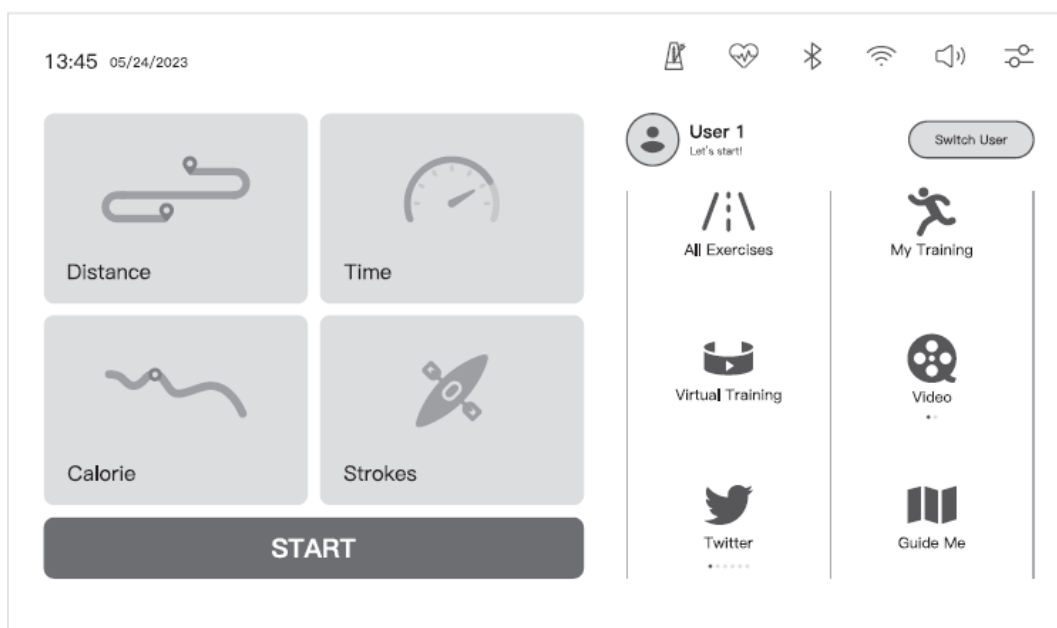 13:45 05/24/2023
User 1
Let's start!
Switch User
Distance
Time
Calorie
Strokes
START
All Exercises
My Training
Virtual Training
Video
Twitter
Guide Me